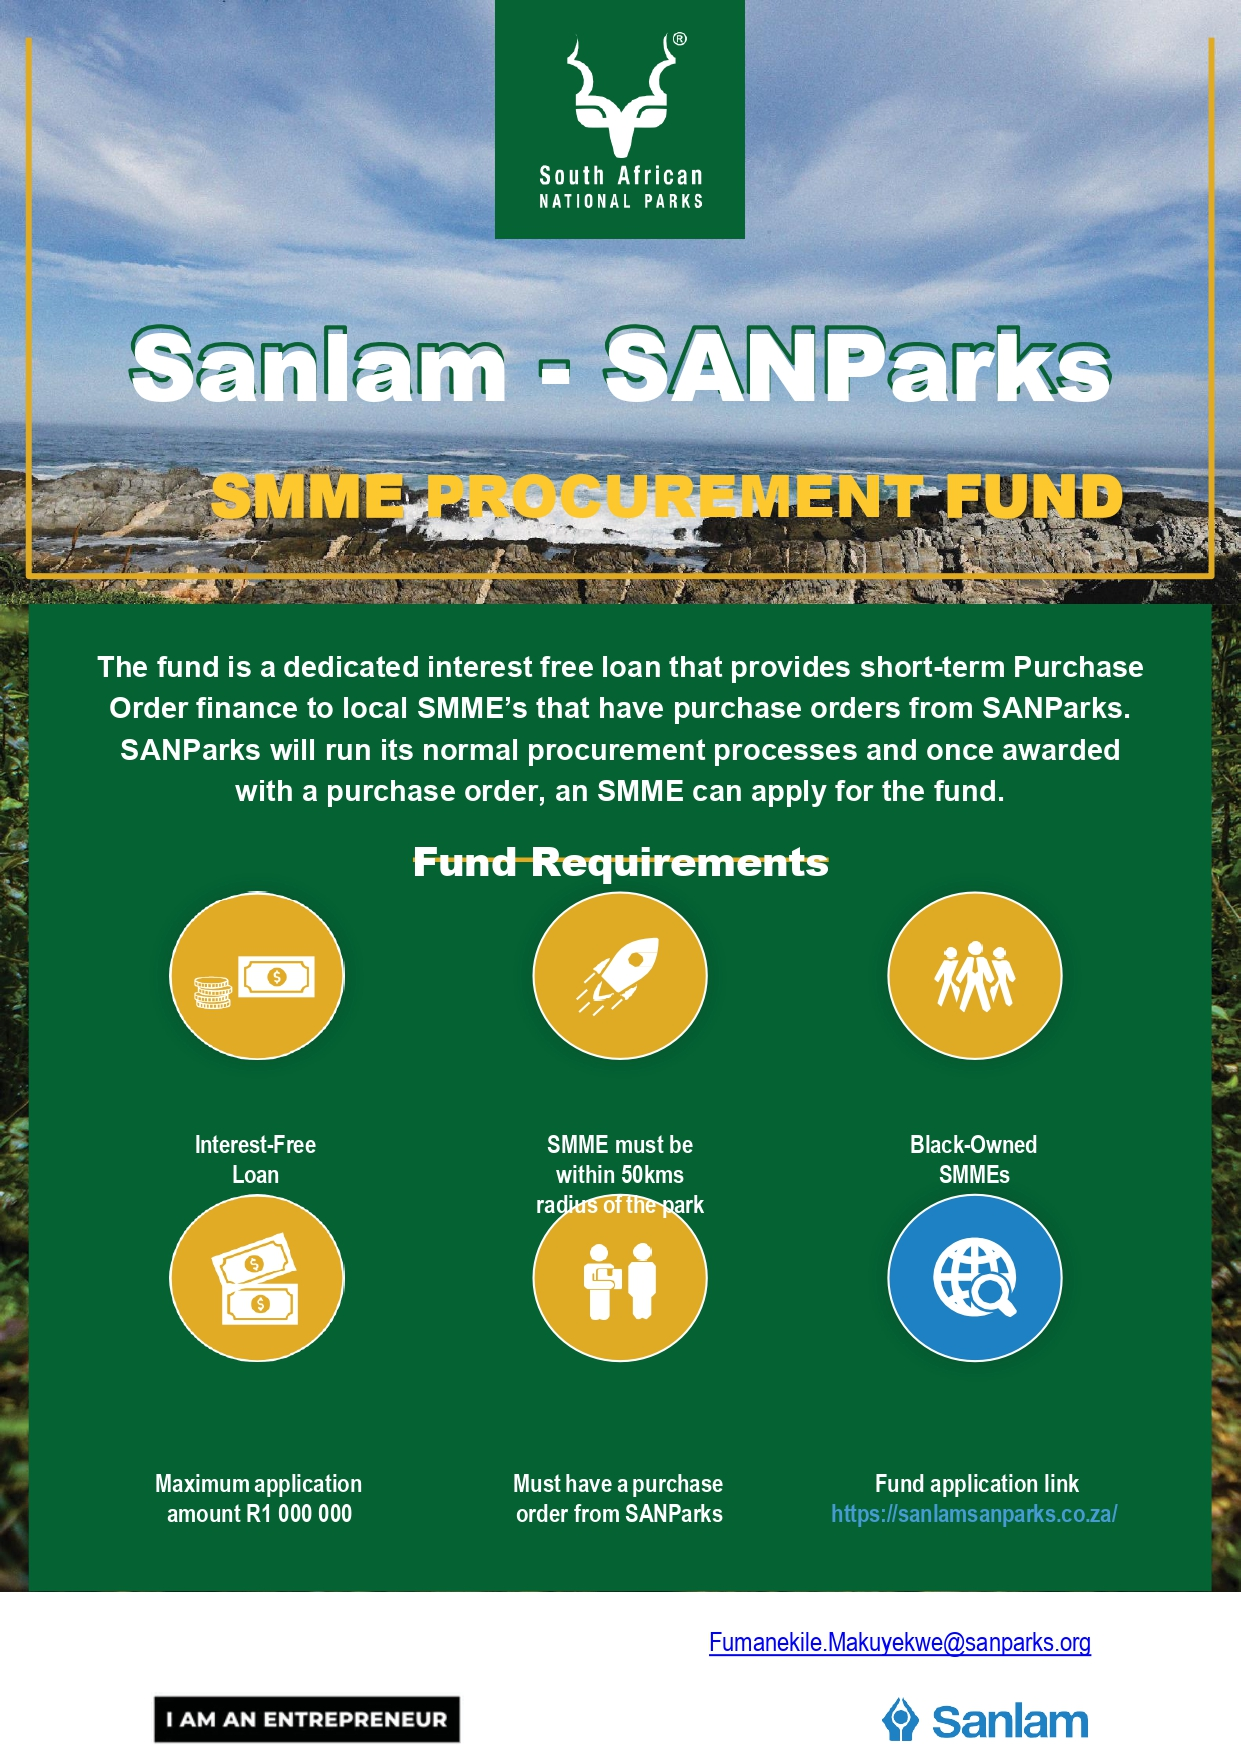 ®
South African
NATIONAL PARKS
Sanlam - SANParks
SMME PROCUREMENT FUND
The fund is a dedicated interest free loan that provides short-term Purchase
Order finance to local SMME’s that have purchase orders from SANParks.
SANParks will run its normal procurement processes and once awarded
with a purchase order, an SMME can apply for the fund.
Fund Requirements
Interest-Free
Loan
SMME must be
within 50kms
radius of the park
Black-Owned
SMMEs
Maximum application
amount R1 000 000
Must have a purchase
order from SANParks
Fund application link
https://sanlamsanparks.co.za/
Fumanekile.Makuyekwe@sanparks.org
I AM AN ENTREPRENEUR
Sanlam